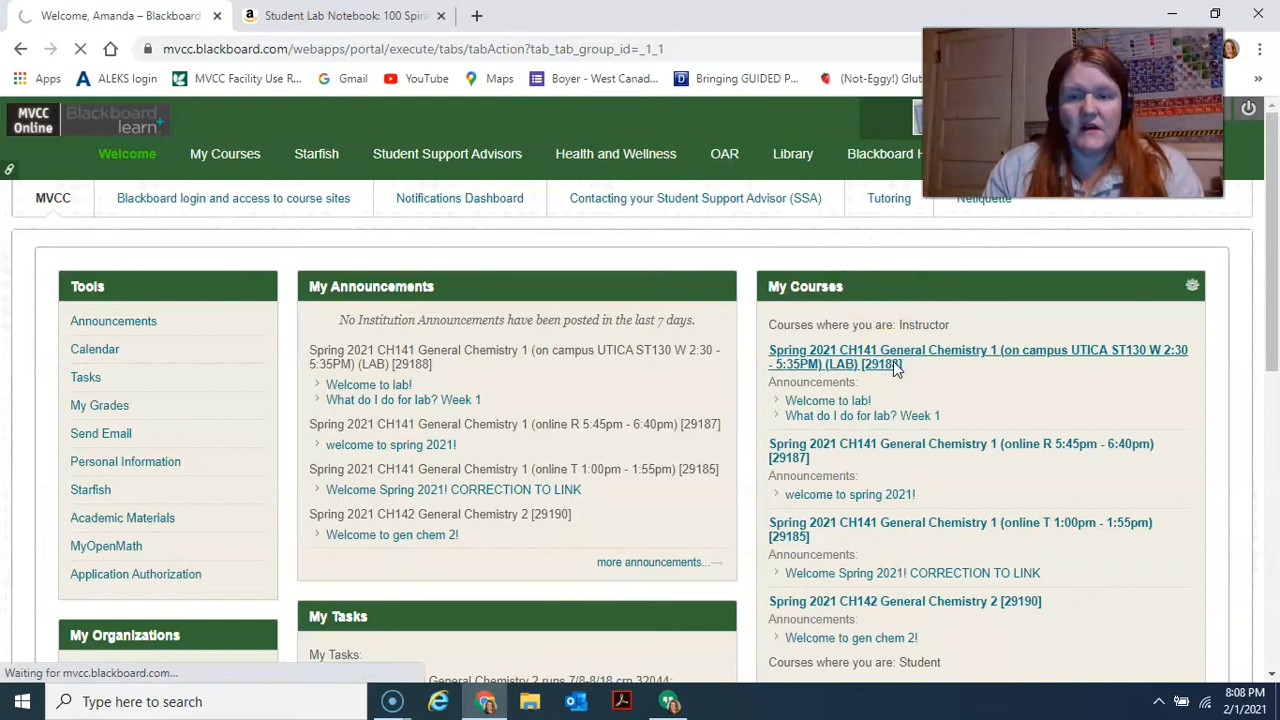 Welcome, Amanda – Blackboard
Student Lab Notebook: 100 Spira
mvcc.blackboard.com/webapps/portal/execute/tabs/tabAction?tab_tab_group_id=_1_1
Apps
ALEKS login
MVCC Facility Use R...
Gmail
YouTube
Maps
Boyer - West Canad...
Bringing GUIDED P...
(Not-Eggy!) Glut
MVCC Online
Blackboard learn+
Welcome
My Courses
Starfish
Student Support Advisors
Health and Wellness
OAR
Library
Blackboard H
MVCC
Blackboard login and access to course sites
Notifications Dashboard
Contacting your Student Support Advisor (SSA)
Tutoring
Netiquette
Tools
Announcements
Calendar
Tasks
My Grades
Send Email
Personal Information
Starfish
Academic Materials
MyOpenMath
Application Authorization
My Organizations
My Announcements
No Institution Announcements have been posted in the last 7 days.
Spring 2021 CH141 General Chemistry 1 (on campus UTICA ST130 W 2:30 -
5:35PM) (LAB) [29188]
Welcome to lab!
What do I do for lab? Week 1
Spring 2021 CH141 General Chemistry 1 (online R 5:45pm - 6:40pm) [29187]
welcome to spring 2021!
Spring 2021 CH141 General Chemistry 1 (online T 1:00pm - 1:55pm) [29185]
Welcome Spring 2021! CORRECTION TO LINK
Spring 2021 CH142 General Chemistry 2 [29190]
Welcome to gen chem 2!
more announcements...
My Tasks
My Tasks:
General Chemistry 2 runs 7/8-8/18 crn 32044:
My Courses
Courses where you are: Instructor
Spring 2021 CH141 General Chemistry 1 (on campus UTICA ST130 W 2:30
- 5:35PM) (LAB) [29188]
Announcements:
Welcome to lab!
What do I do for lab? Week 1
Spring 2021 CH141 General Chemistry 1 (online R 5:45pm - 6:40pm)
[29187]
Announcements:
welcome to spring 2021!
Spring 2021 CH141 General Chemistry 1 (online T 1:00pm - 1:55pm)
[29185]
Announcements:
Welcome Spring 2021! CORRECTION TO LINK
Spring 2021 CH142 General Chemistry 2 [29190]
Announcements:
Welcome to gen chem 2!
Courses where you are: Student
Waiting for mvcc.blackboard.com...
Type here to search
8:08 PM
2/1/2021